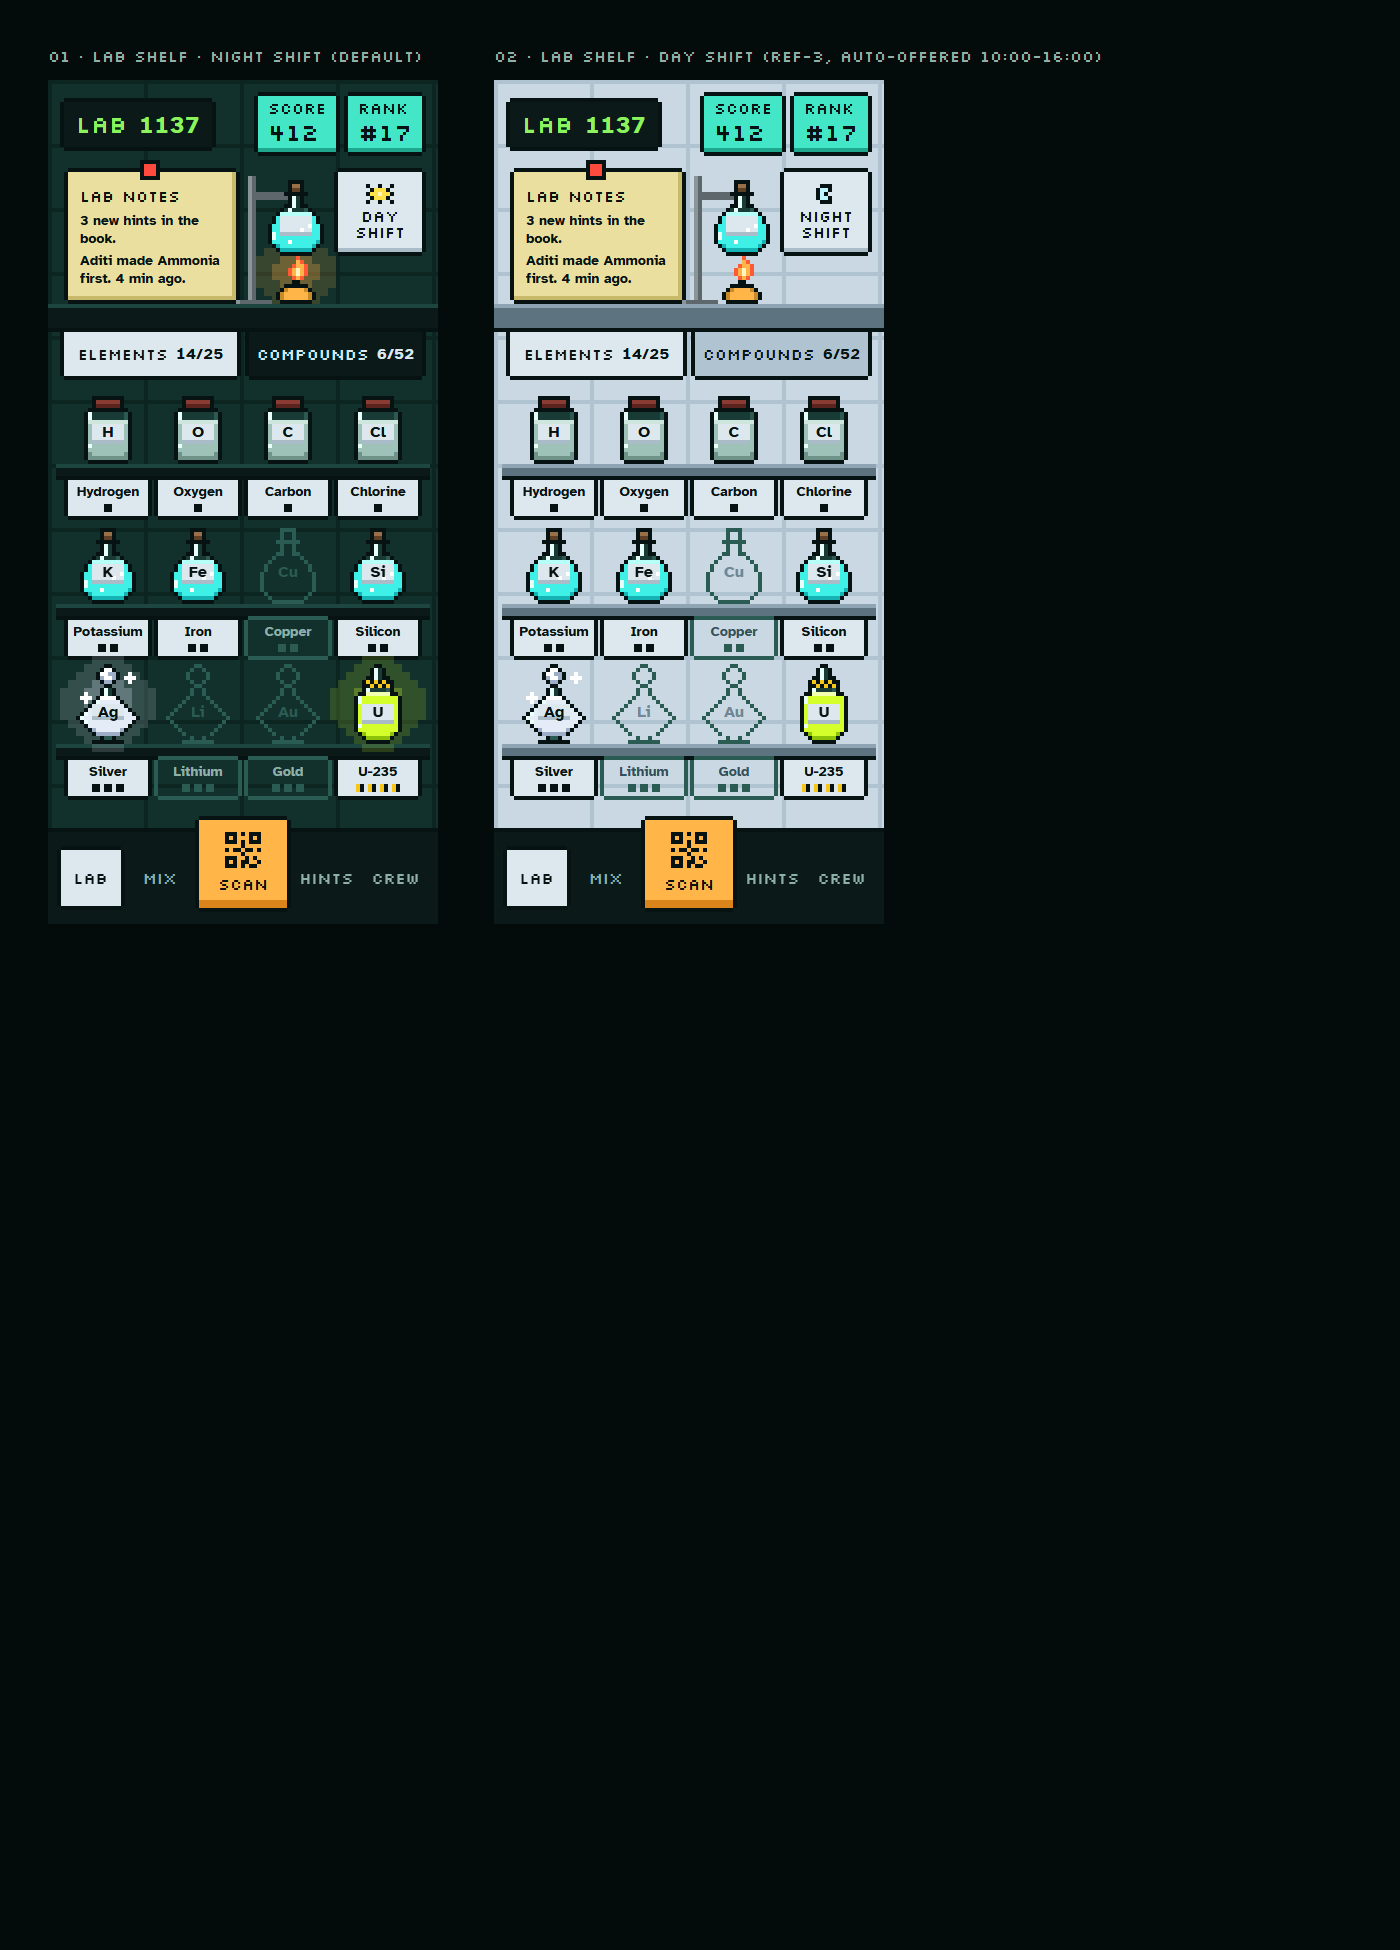 01 · LAB SHELF · NIGHT SHIFT (DEFAULT)
LAB 1137
SCORE
412
RANK
#17
LAB NOTES
3 new hints in the
book.
Aditi made Ammonia
first. 4 min ago.
DAY
SHIFT
ELEMENTS 14/25
COMPOUNDS 6/52
H O C Cl
Hydrogen Oxygen Carbon Chlorine
K Fe Cu Si
Potassium Iron Copper Silicon
Ag Li Au U
Silver Lithium Gold U-235
LAB MIX SCAN HINTS CREW
02 · LAB SHELF · DAY SHIFT (REF-3, AUTO-OFFERED 10:00-16:00)
LAB 1137
SCORE
412
RANK
#17
LAB NOTES
3 new hints in the
book.
Aditi made Ammonia
first. 4 min ago.
NIGHT
SHIFT
ELEMENTS 14/25
COMPOUNDS 6/52
H O C Cl
Hydrogen Oxygen Carbon Chlorine
K Fe Cu Si
Potassium Iron Copper Silicon
Ag Li Au U
Silver Lithium Gold U-235
LAB MIX SCAN HINTS CREW